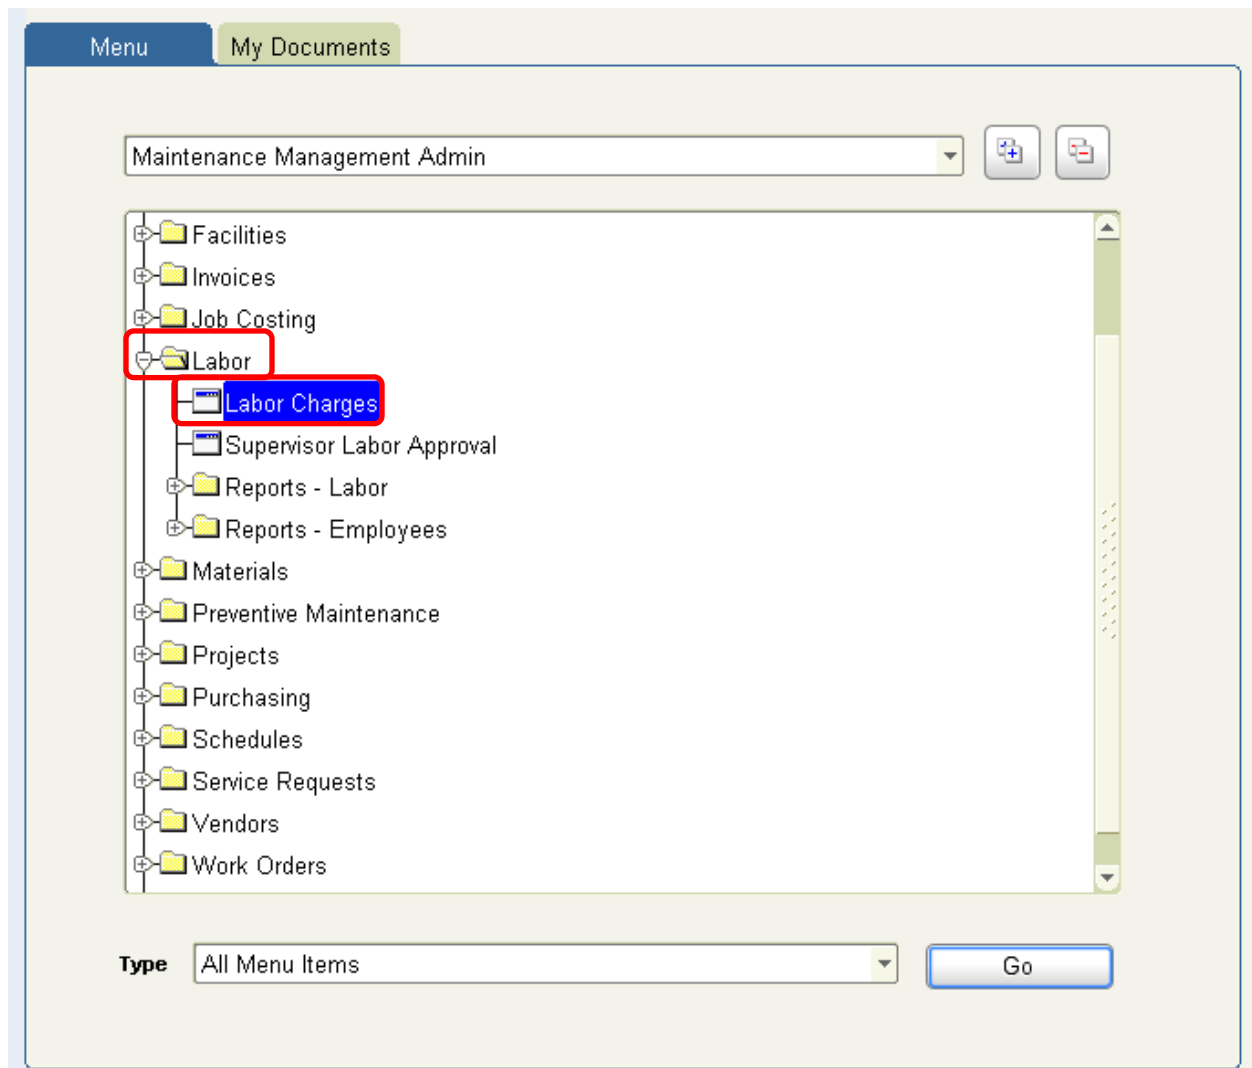 Menu My Documents
Maintenance Management Admin
Facilities
Invoices
Job Costing
Labor
Labor Charges
Supervisor Labor Approval
Reports - Labor
Reports - Employees
Materials
Preventive Maintenance
Projects
Purchasing
Schedules
Service Requests
Vendors
Work Orders
Type All Menu Items Go